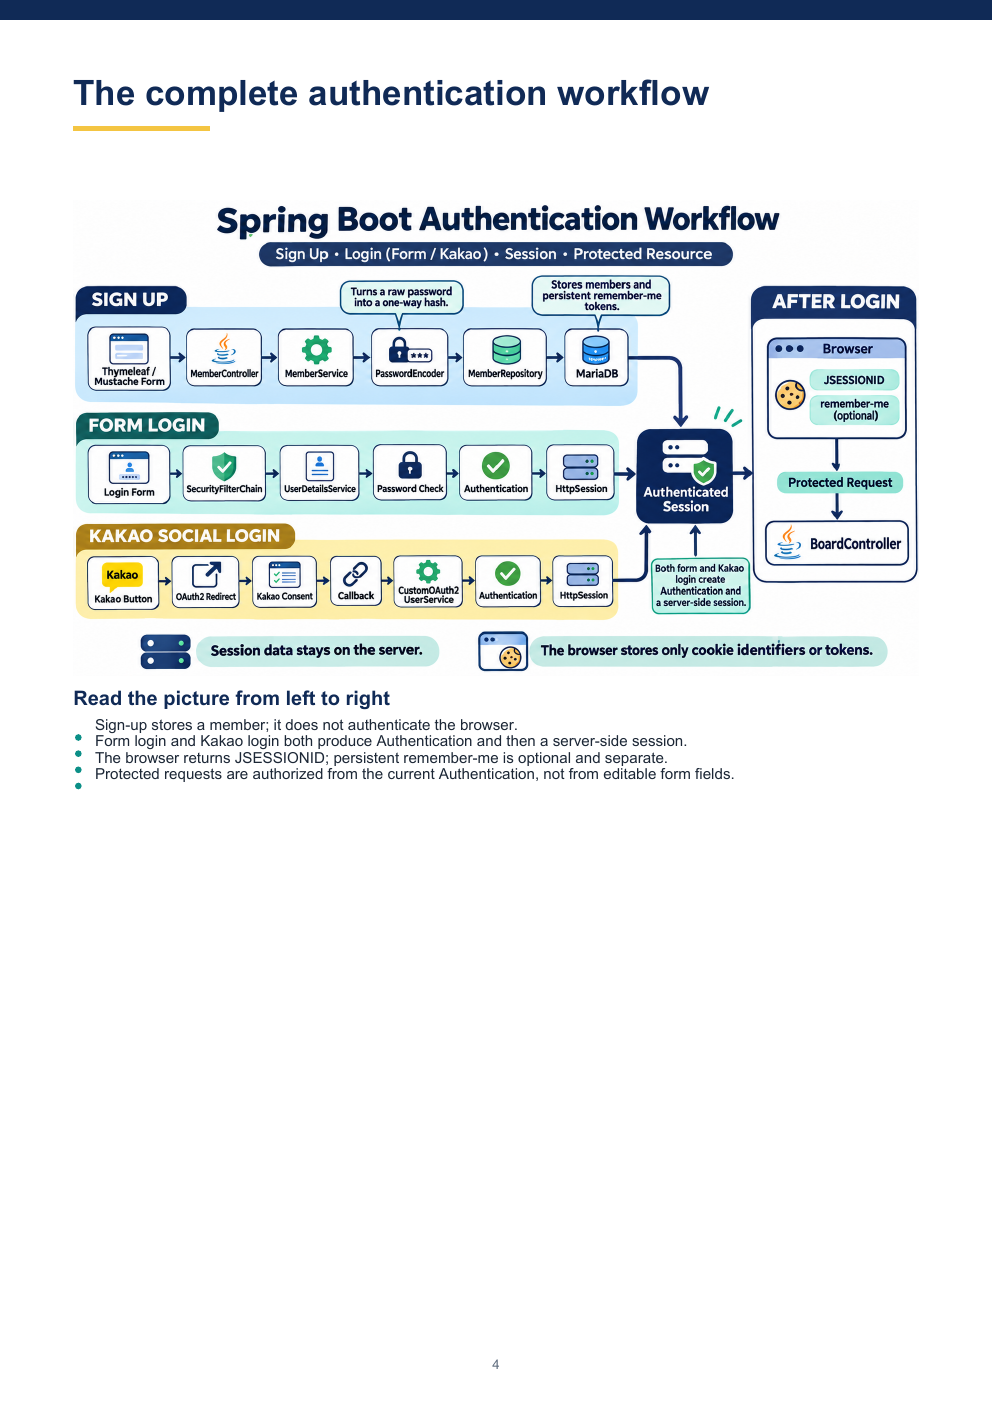 The complete authentication workflow
Spring Boot Authentication Workflow
Sign Up • Login (Form / Kakao) • Session • Protected Resource
SIGN UP
Turns a raw password
into a one-way hash.
Stores members and
persistent remember-me
tokens.
Thymeleaf /
Mustache Form
MemberController
MemberService
***
PasswordEncoder
MemberRepository
MariaDB
FORM LOGIN
Login Form
SecurityFilterChain
UserDetailsService
Password Check
Authentication
HttpSession
KAKAO SOCIAL LOGIN
Kakao
Kakao Button
OAuth2 Redirect
Kakao Consent
Callback
CustomOAuth2
UserService
Authentication
HttpSession
Authenticated
Session
Both form and Kakao
login create
Authentication and
a server-side session.
AFTER LOGIN
Browser
JSESSIONID
remember-me
(optional)
Protected Request
BoardController
Session data stays on the server.
The browser stores only cookie identifiers or tokens.
Read the picture from left to right
Sign-up stores a member; it does not authenticate the browser.
Form login and Kakao login both produce Authentication and then a server-side session.
The browser returns JSESSIONID; persistent remember-me is optional and separate.
Protected requests are authorized from the current Authentication, not from editable form fields.
4